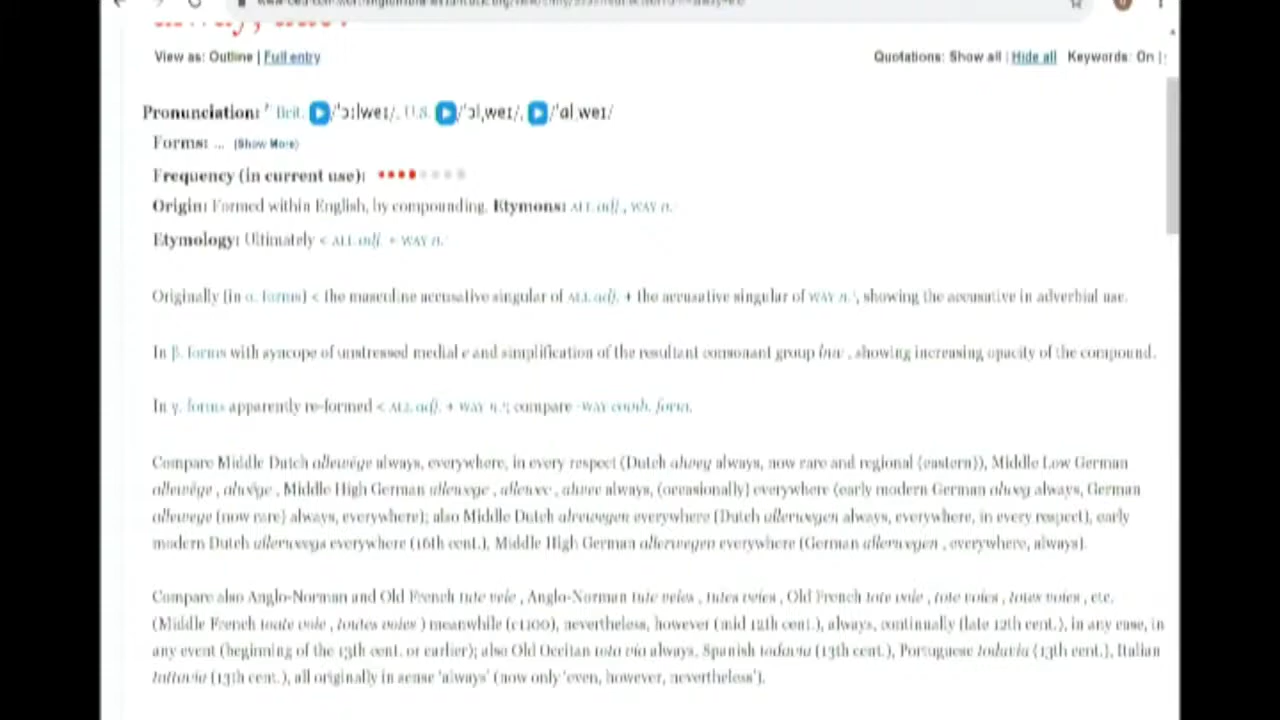 View as: Outline | Full entry
Quotations: Show all | Hide all Keywords: On |
Pronunciation: Brit. /ˈɔːlweɪ/, U.S. /ˈɔlˌweɪ/, /ˈɑlˌweɪ/
Forms: ... (Show More)
Frequency (in current use):
Origin: Formed within English, by compounding. Etymons: ALL adj., WAY n.
Etymology: Ultimately < ALL adj. + WAY n.
Originally (in α. forms) < the masculine accusative singular of ALL adj. + the accusative singular of WAY n.1, showing the accusative in adverbial use.
In β. forms with syncope of unstressed medial e and simplification of the resultant consonant group , showing increasing opacity of the compound.
In γ. forms apparently re-formed < ALL adj. + WAY n.1; compare -WAY comb. form.
Compare Middle Dutch allewēge always, everywhere, in every respect (Dutch alweg always, now rare and regional (eastern)), Middle Low German
allewēge, alwēge, Middle High German allewege, allewec, alwec always, (occasionally) everywhere (early modern German alweg always, German
allewege (now rare) always, everywhere); also Middle Dutch everywhere (Dutch allerwegen always, everywhere, in every respect), early
modern Dutch allerwegs everywhere (16th cent.), Middle High German allerwegen everywhere (German allerwegen, everywhere, always).
Compare also Anglo-Norman and Old French tute veie, Anglo-Norman tute veies, tutes veies, Old French tote voie, tote voies, totes voies, etc.
(Middle French toute voie, toutes voies) meanwhile (c1100), nevertheless, however (mid 12th cent.), always, continually (late 12th cent.), in any case, in
any event (beginning of the 13th cent. or earlier); also Old Occitan tota via always, Spanish todavía (13th cent.), Portuguese todavia (13th cent.), Italian
tuttavia (13th cent.), all originally in sense 'always' (now only 'even, however, nevertheless').